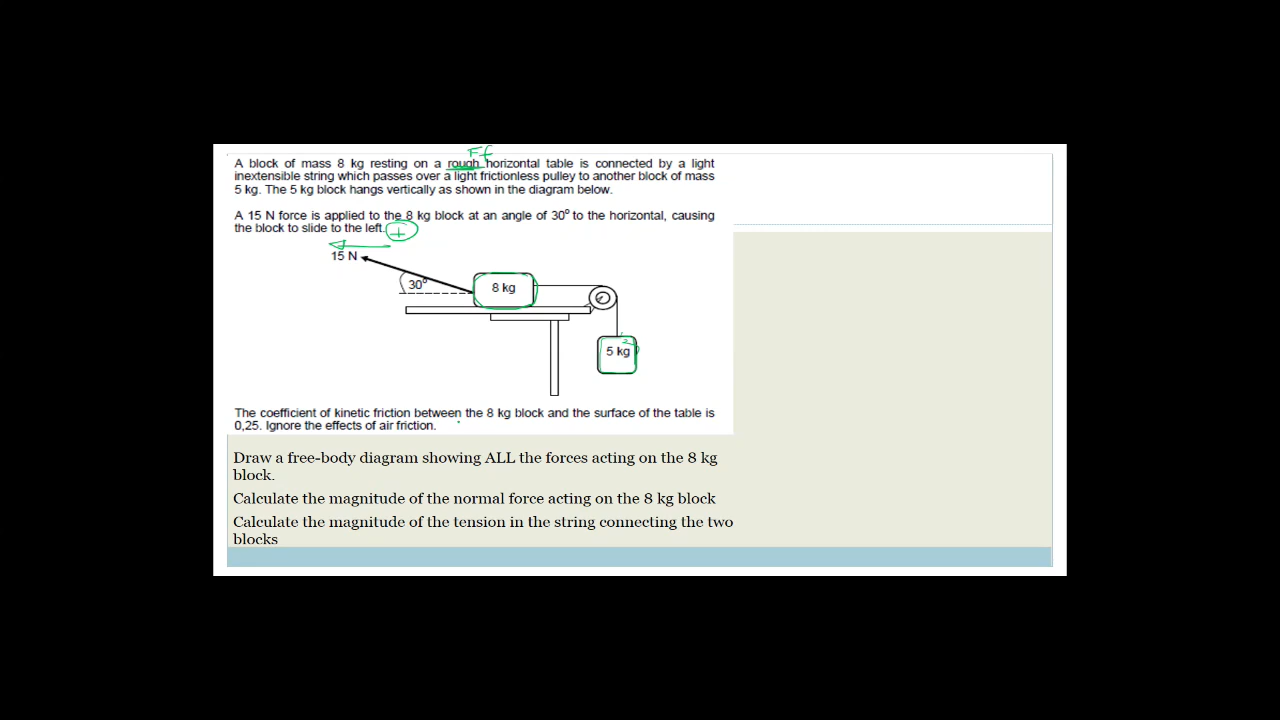 Ff
A block of mass 8 kg resting on a rough horizontal table is connected by a light
inextensible string which passes over a light frictionless pulley to another block of mass
5 kg. The 5 kg block hangs vertically as shown in the diagram below.
A 15 N force is applied to the 8 kg block at an angle of 30° to the horizontal, causing
the block to slide to the left. +
15 N
30°
8 kg
5 kg
The coefficient of kinetic friction between the 8 kg block and the surface of the table is
0,25. Ignore the effects of air friction.
Draw a free-body diagram showing ALL the forces acting on the 8 kg
block.
Calculate the magnitude of the normal force acting on the 8 kg block
Calculate the magnitude of the tension in the string connecting the two
blocks